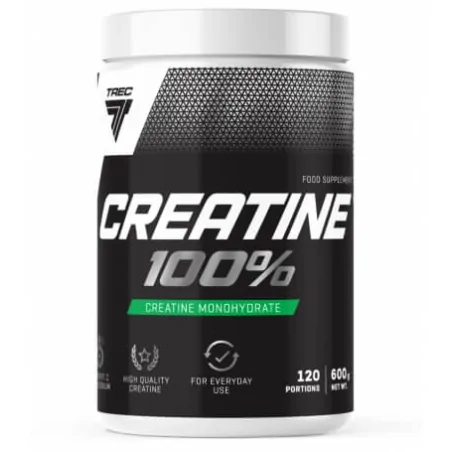 TREC
FOOD SUPPLEMENT
CREATINE
100%
CREATINE MONOHYDRATE
HIGH QUALITY
CREATINE
FOR EVERYDAY
USE
120
PORTIONS
600g
NET WT.